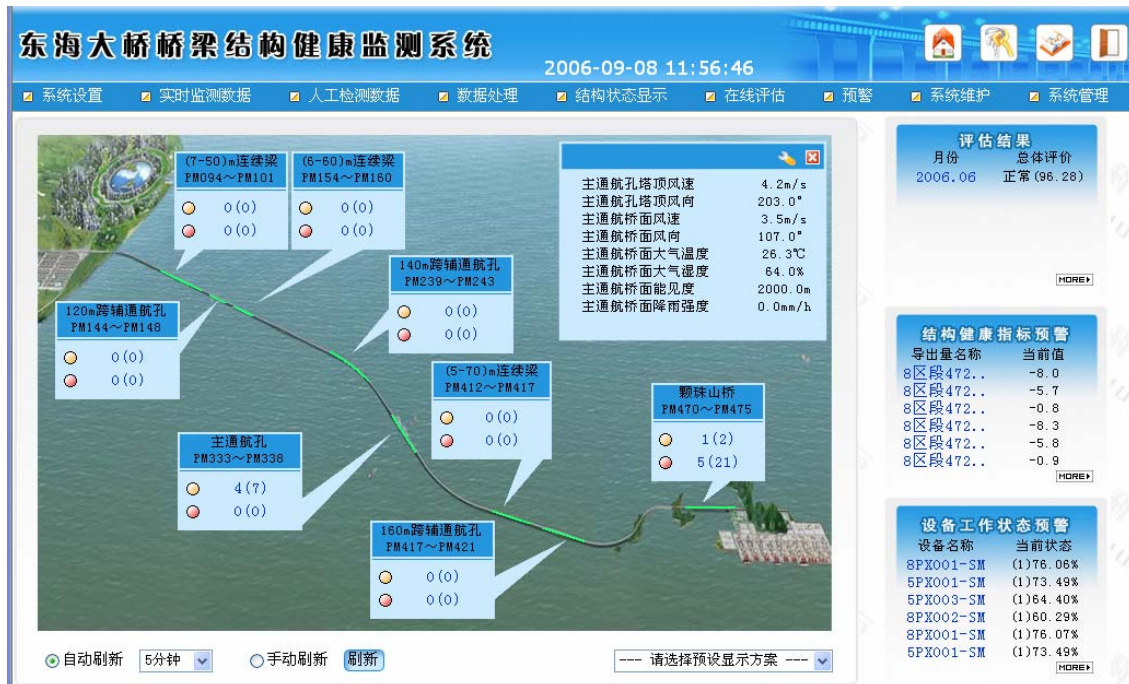 东海大桥桥梁结构健康监测系统
2006-09-08 11:56:46
系统设置 实时监测数据 人工检测数据 数据处理 结构状态显示 在线评估 预警 系统维护 系统管理
(7-50)m连续梁
PM094～PM101
0(0)
0(0)
(6-60)m连续梁
PM154～PM160
0(0)
0(0)
主通航孔塔顶风速 4.2m/s
主通航孔塔顶风向 203.0°
主通航桥面风速 3.5m/s
主通航桥面风向 107.0°
主通航桥面大气温度 26.3℃
主通航桥面大气湿度 64.0%
主通航桥面能见度 2000.0m
主通航桥面降雨强度 0.0mm/h
140m跨辅通航孔
PM239～PM243
0(0)
0(0)
120m跨辅通航孔
PM144～PM148
0(0)
0(0)
(5-70)m连续梁
PM412～PM417
0(0)
0(0)
颗珠山桥
PM470～PM475
1(2)
5(21)
主通航孔
PM333～PM338
4(7)
0(0)
160m跨辅通航孔
PM417～PM421
0(0)
0(0)
自动刷新 5分钟 手动刷新 刷新 --- 请选择预设显示方案 ---
评估结果
月份 总体评价
2006.06 正常(96.28)
MORE
结构健康指标预警
导出量名称 当前值
8区段472.. -8.0
8区段472.. -5.7
8区段472.. -0.8
8区段472.. -8.3
8区段472.. -5.8
8区段472.. -0.9
MORE
设备工作状态预警
设备名称 当前状态
8PX001-SM (1)76.06%
5PX001-SM (1)73.49%
5PX003-SM (1)64.40%
8PX002-SM (1)60.29%
8PX001-SM (1)76.07%
5PX001-SM (1)73.49%
MORE